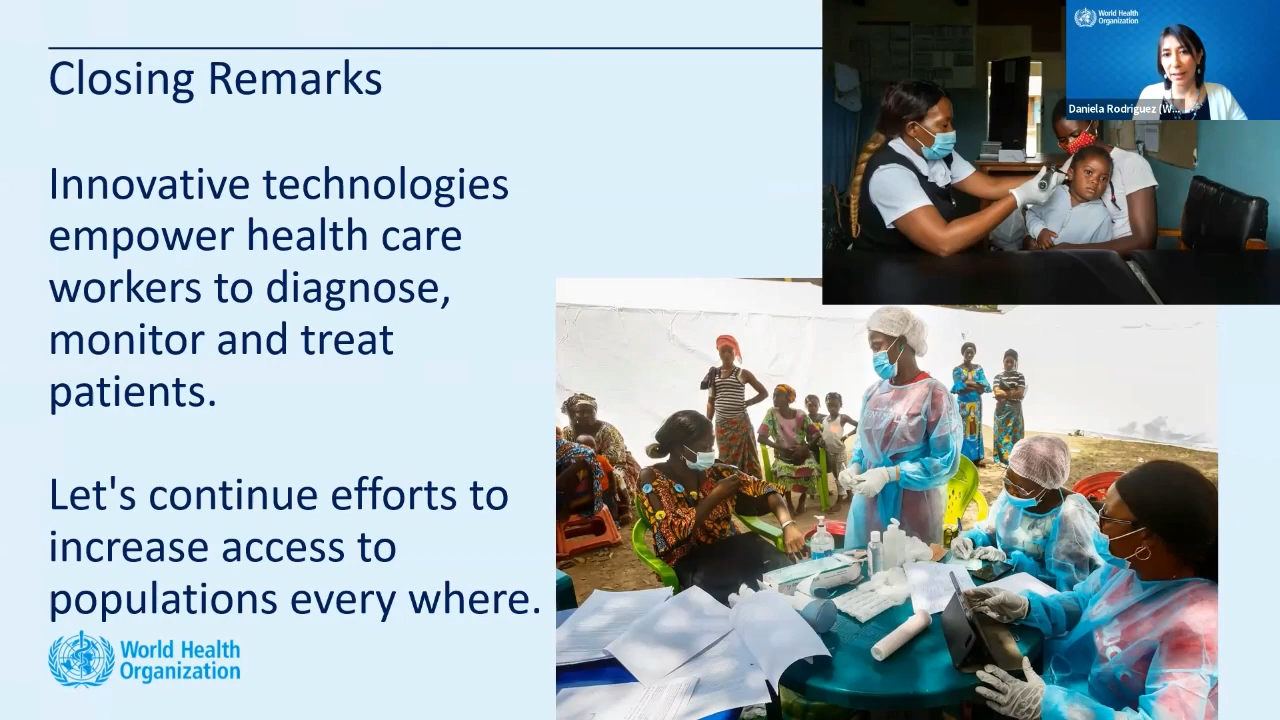 Closing Remarks
Innovative technologies
empower health care
workers to diagnose,
monitor and treat
patients.
Let's continue efforts to
increase access to
populations every where.
World Health
Organization
World Health
Organization
Daniela Rodriguez (W...